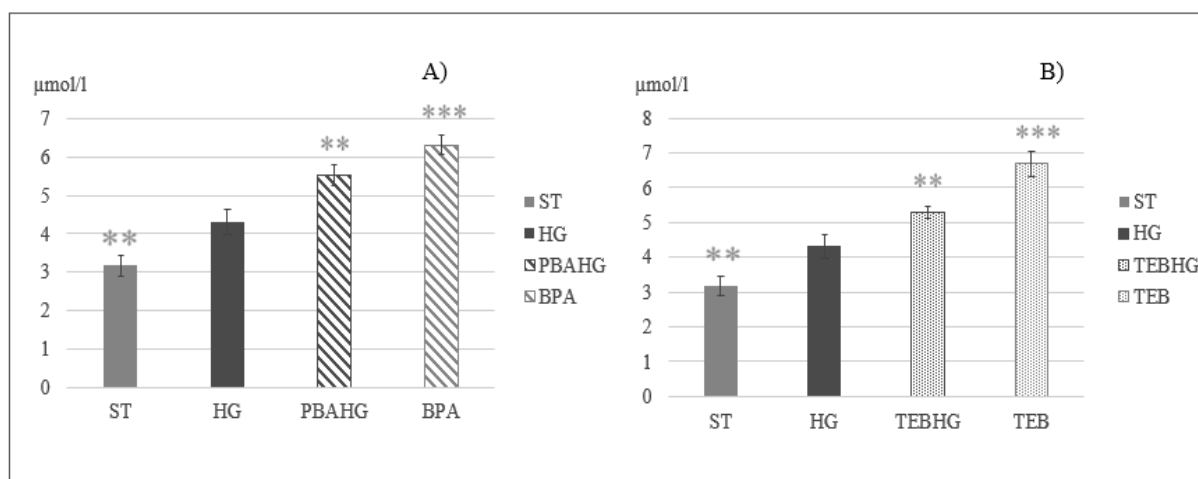 A)
µmol/l
7
6
5
4
3
2
1
0
**
**
***
ST
HG
PBAHG
BPA
ST
HG
PBAHG
BPA
B)
µmol/l
8
7
6
5
4
3
2
1
0
**
**
***
ST
HG
TEBHG
TEB
ST
HG
TEBHG
TEB